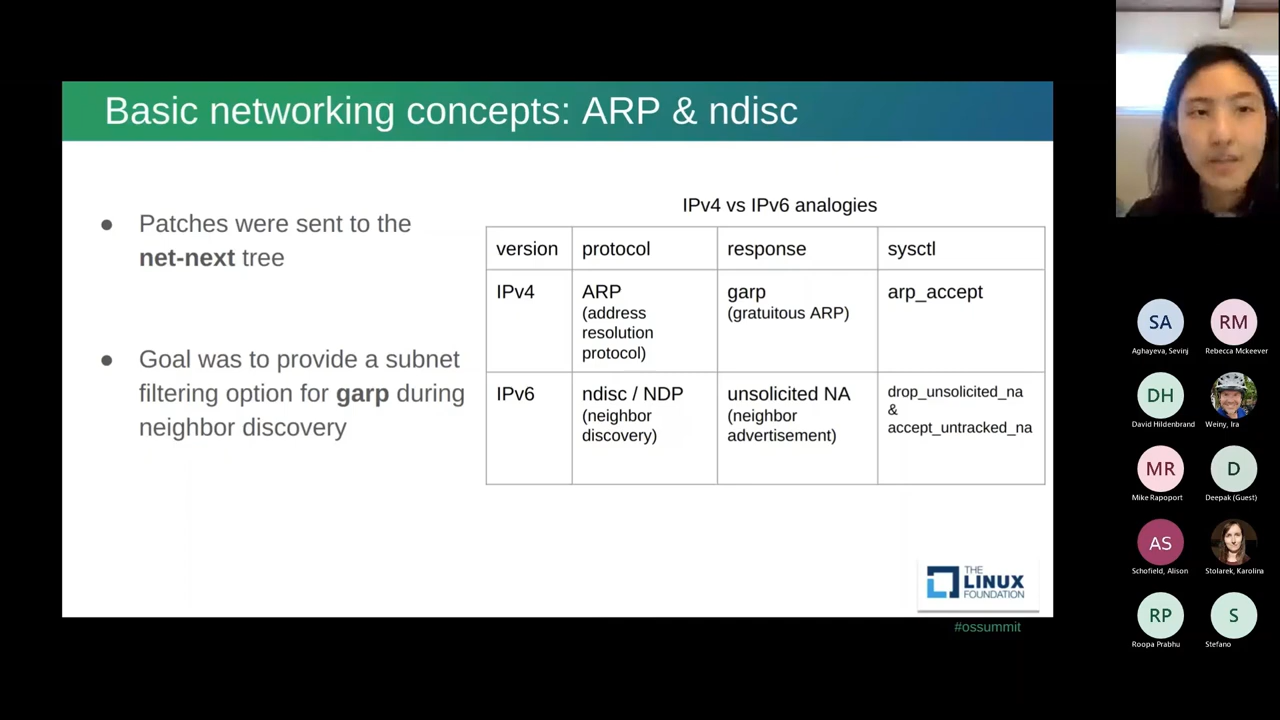 Basic networking concepts: ARP & ndisc
● Patches were sent to the
net-next tree
● Goal was to provide a subnet
filtering option for garp during
neighbor discovery
IPv4 vs IPv6 analogies
version protocol response sysctl
IPv4 ARP garp arp_accept
(address (gratuitous ARP)
resolution
protocol)
IPv6 ndisc / NDP unsolicited NA drop_unsolicited_na
(neighbor (neighbor &
discovery) advertisement) accept_untracked_na
THE
LINUX
FOUNDATION
#ossummit
SA RM
Aghayeva, Sevinj Rebecca Mckeever
DH
David Hildenbrand Weiny, Ira
MR D
Mike Rapoport Deepak (Guest)
AS
Schofield, Alison Stolarek, Karolina
RP S
Roopa Prabhu Stefano